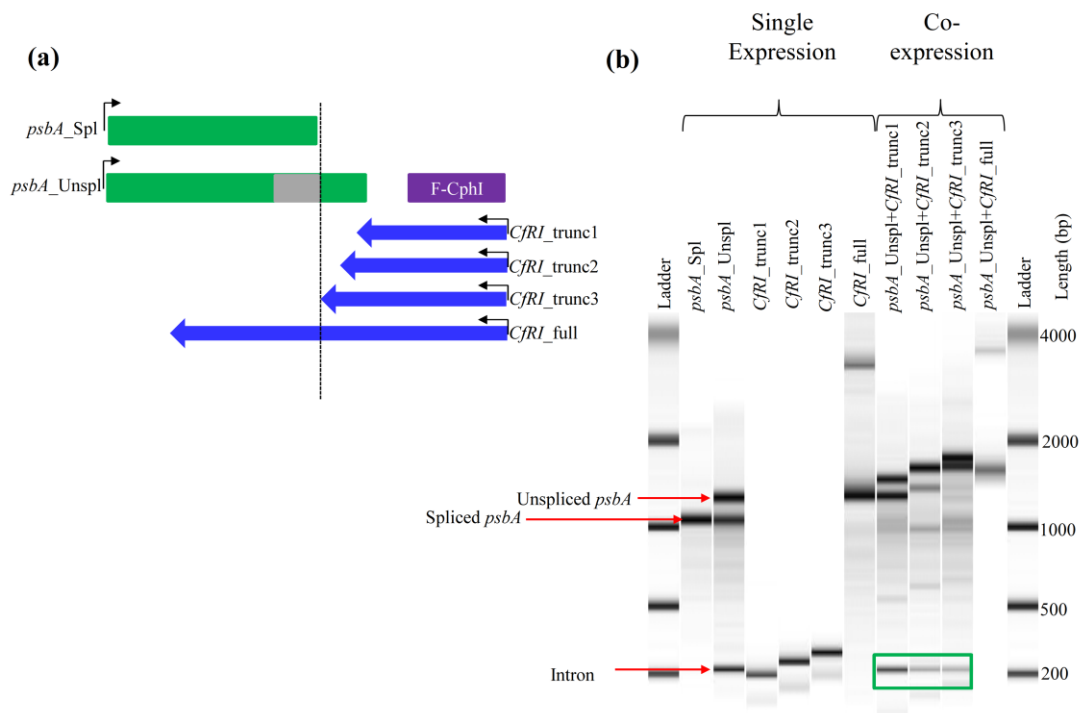 (a)
psbA_Spl
psbA_Unspl
F-CphI
CfRI_trunc1
CfRI_trunc2
CfRI_trunc3
CfRI_full
(b)
Single
Expression
Co-
expression
Ladder
psbA_Spl
psbA_Unspl
CfRI_trunc1
CfRI_trunc2
CfRI_trunc3
CfRI_full
psbA_Unspl+CfRI_trunc1
psbA_Unspl+CfRI_trunc2
psbA_Unspl+CfRI_trunc3
psbA_Unspl+CfRI_full
Ladder
Length (bp)
4000
2000
Unspliced psbA
Spliced psbA
1000
500
Intron
200